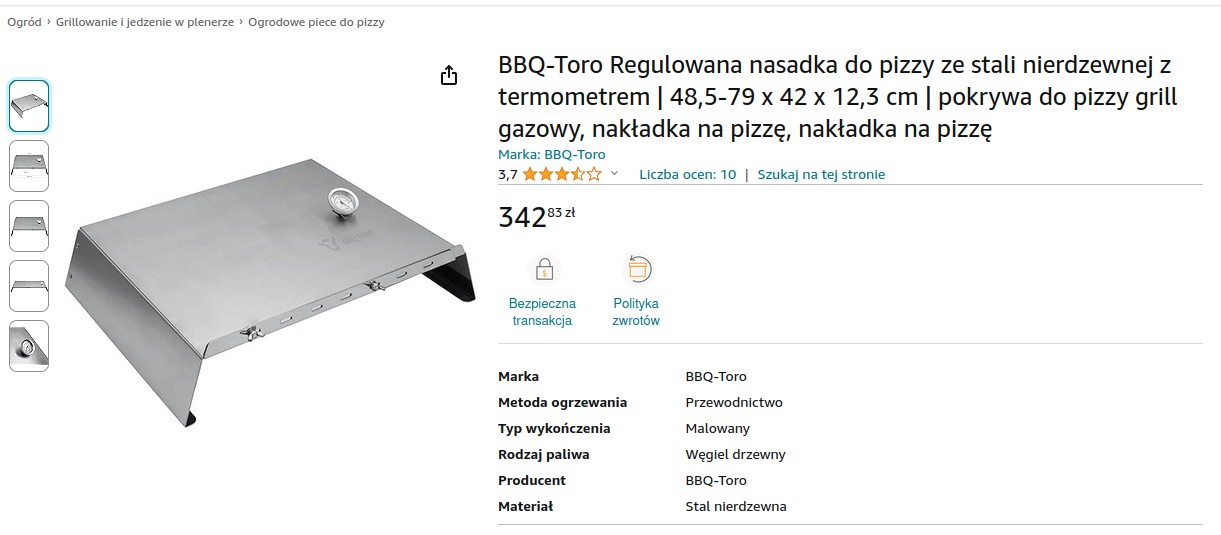 Ogród › Grillowanie i jedzenie w plenerze › Ogrodowe piece do pizzy
BBQ-Toro Regulowana nasadka do pizzy ze stali nierdzewnej z
termometrem | 48,5-79 x 42 x 12,3 cm | pokrywa do pizzy grill
gazowy, nakładka na pizzę, nakładka na pizzę
Marka: BBQ-Toro
3,7 Liczba ocen: 10 | Szukaj na tej stronie
342 83 zł
Bezpieczna transakcja
Polityka zwrotów
Marka BBQ-Toro
Metoda ogrzewania Przewodnictwo
Typ wykończenia Malowany
Rodzaj paliwa Węgiel drzewny
Producent BBQ-Toro
Materiał Stal nierdzewna